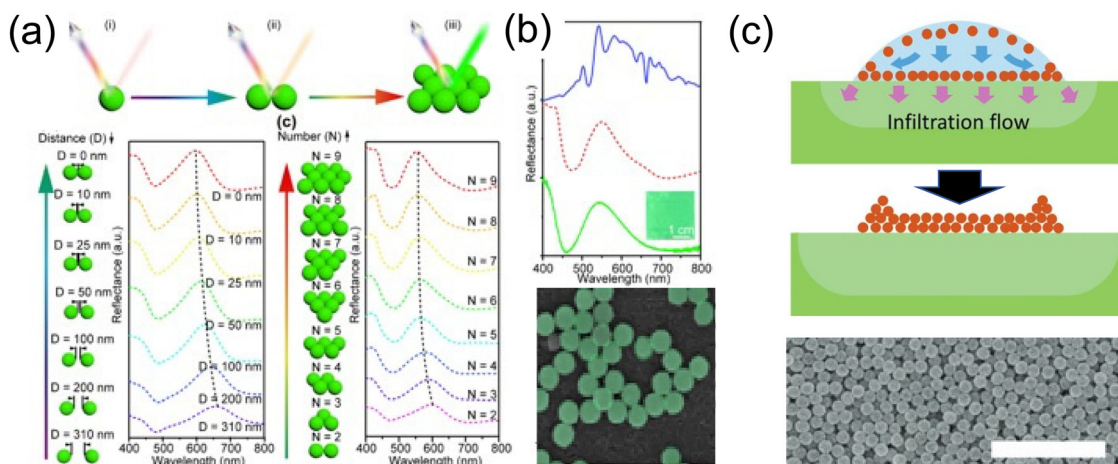 (a)
(i)
(ii)
(iii)
Distance (D)
D = 0 nm
D = 10 nm
D = 25 nm
D = 50 nm
D = 100 nm
D = 200 nm
D = 310 nm
Reflectance (a.u.)
D = 0 nm
D = 10 nm
D = 25 nm
D = 50 nm
D = 100 nm
D = 200 nm
D = 310 nm
400 500 600 700 800
Wavelength (nm)
(c)
Number (N)
N = 9
N = 8
N = 7
N = 6
N = 5
N = 4
N = 3
N = 2
Reflectance (a.u.)
N = 9
N = 8
N = 7
N = 6
N = 5
N = 4
N = 3
N = 2
400 500 600 700 800
Wavelength (nm)
(b)
Reflectance (a.u.)
1 cm
400 500 600 700 800
Wavelength (nm)
(c)
Infiltration flow